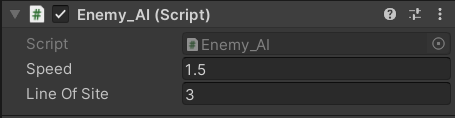 Enemy_AI (Script)
Script Enemy_AI
Speed 1.5
Line Of Site 3